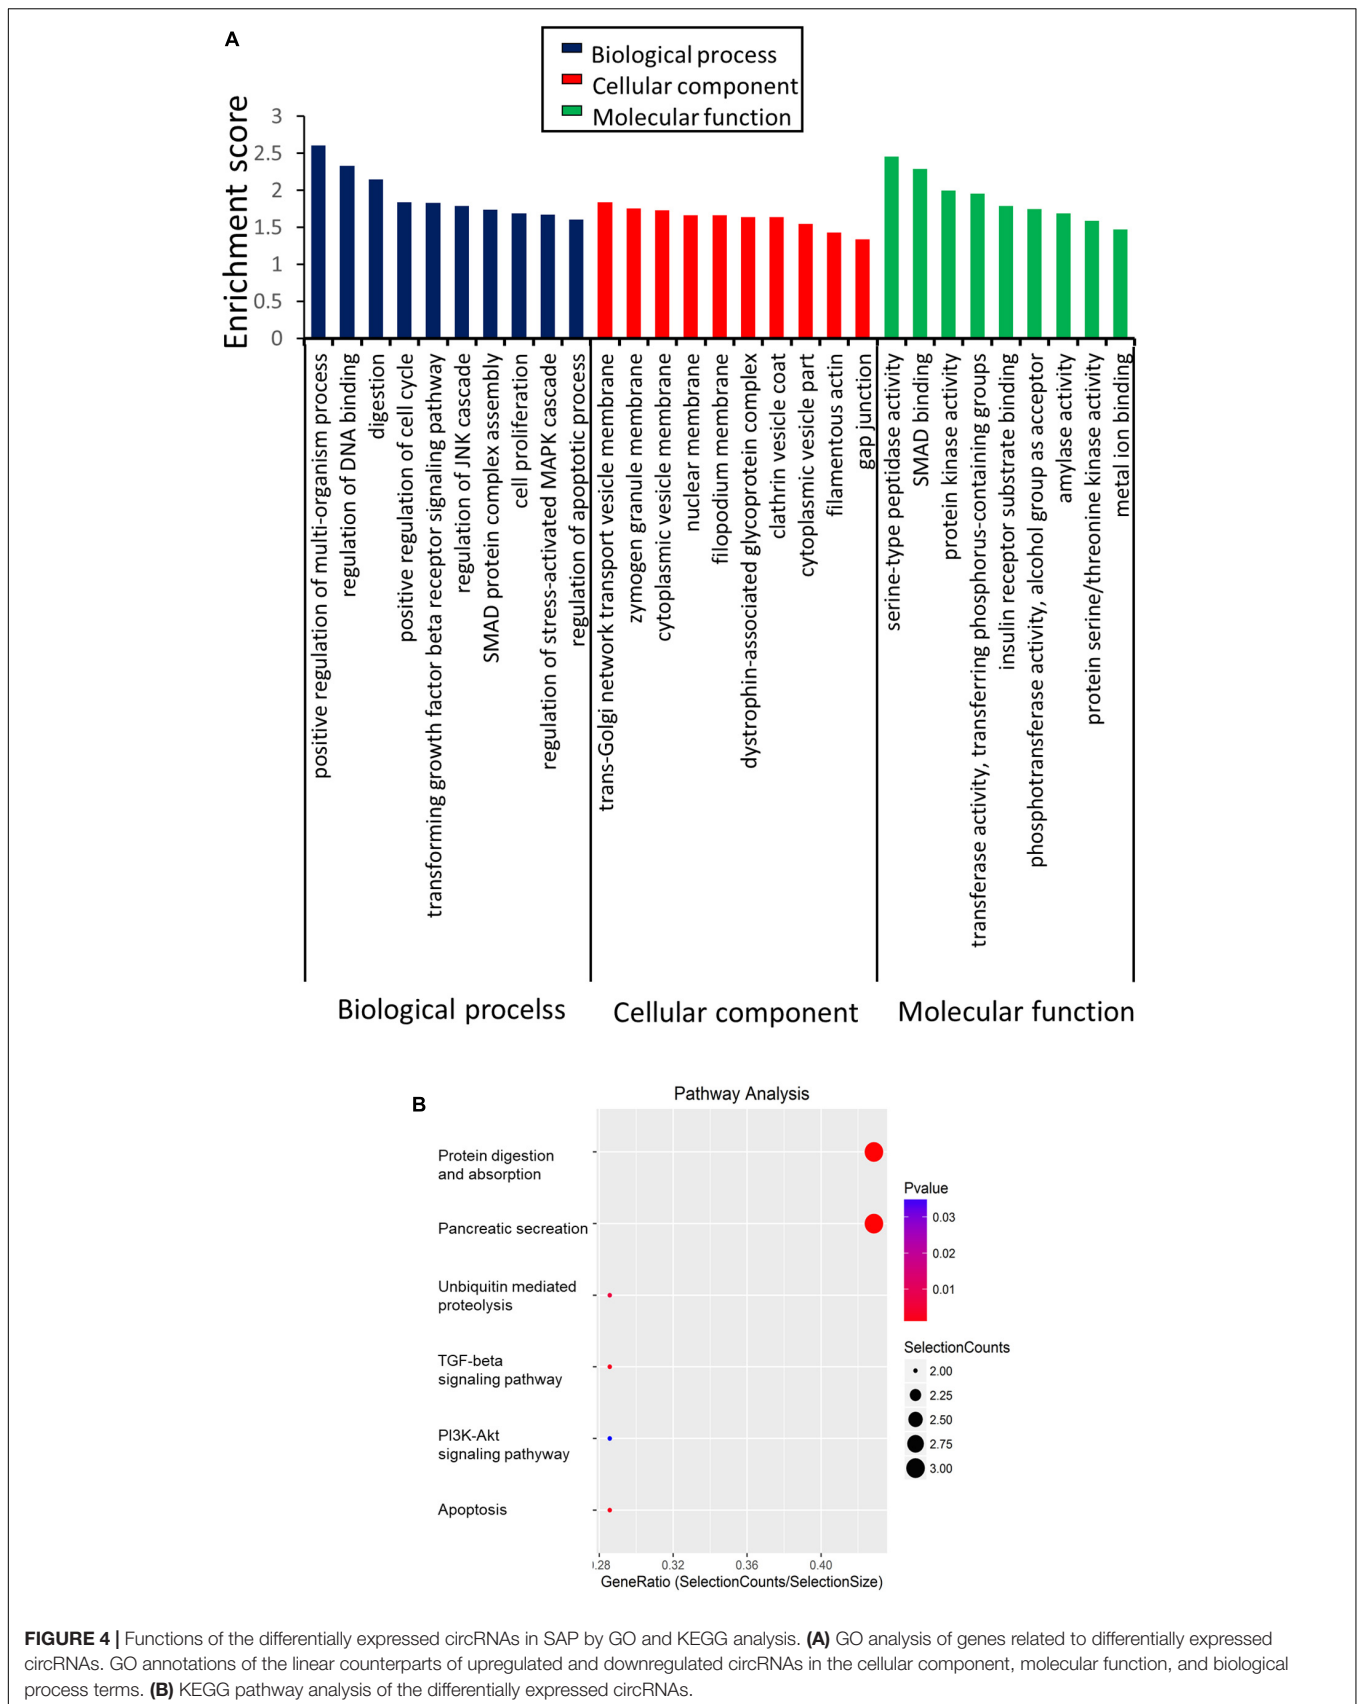 A
Biological process
Cellular component
Molecular function
Enrichment score
3
2.5
2
1.5
1
0.5
0
positive regulation of multi-organism process
regulation of DNA binding
digestion
positive regulation of cell cycle
transforming growth factor beta receptor signaling pathway
regulation of JNK cascade
SMAD protein complex assembly
cell proliferation
regulation of stress-activated MAPK cascade
regulation of apoptotic process
trans-Golgi network transport vesicle membrane
zymogen granule membrane
cytoplasmic vesicle membrane
nuclear membrane
filopodium membrane
dystrophin-associated glycoprotein complex
clathrin vesicle coat
cytoplasmic vesicle part
filamentous actin
gap junction
serine-type peptidase activity
SMAD binding
protein kinase activity
transferase activity, transferring phosphorus-containing groups
insulin receptor substrate binding
phosphotransferase activity, alcohol group as acceptor
amylase activity
protein serine/threonine kinase activity
metal ion binding
Biological procelss
Cellular component
Molecular function
B
Pathway Analysis
Protein digestion
and absorption
Pancreatic secreation
Unbiquitin mediated
proteolysis
TGF-beta
signaling pathway
PI3K-Akt
signaling pathyway
Apoptosis
.28
0.32
0.36
0.40
GeneRatio (SelectionCounts/SelectionSize)
Pvalue
0.03
0.02
0.01
SelectionCounts
2.00
2.25
2.50
2.75
3.00
FIGURE 4 | Functions of the differentially expressed circRNAs in SAP by GO and KEGG analysis. (A) GO analysis of genes related to differentially expressed
circRNAs. GO annotations of the linear counterparts of upregulated and downregulated circRNAs in the cellular component, molecular function, and biological
process terms. (B) KEGG pathway analysis of the differentially expressed circRNAs.